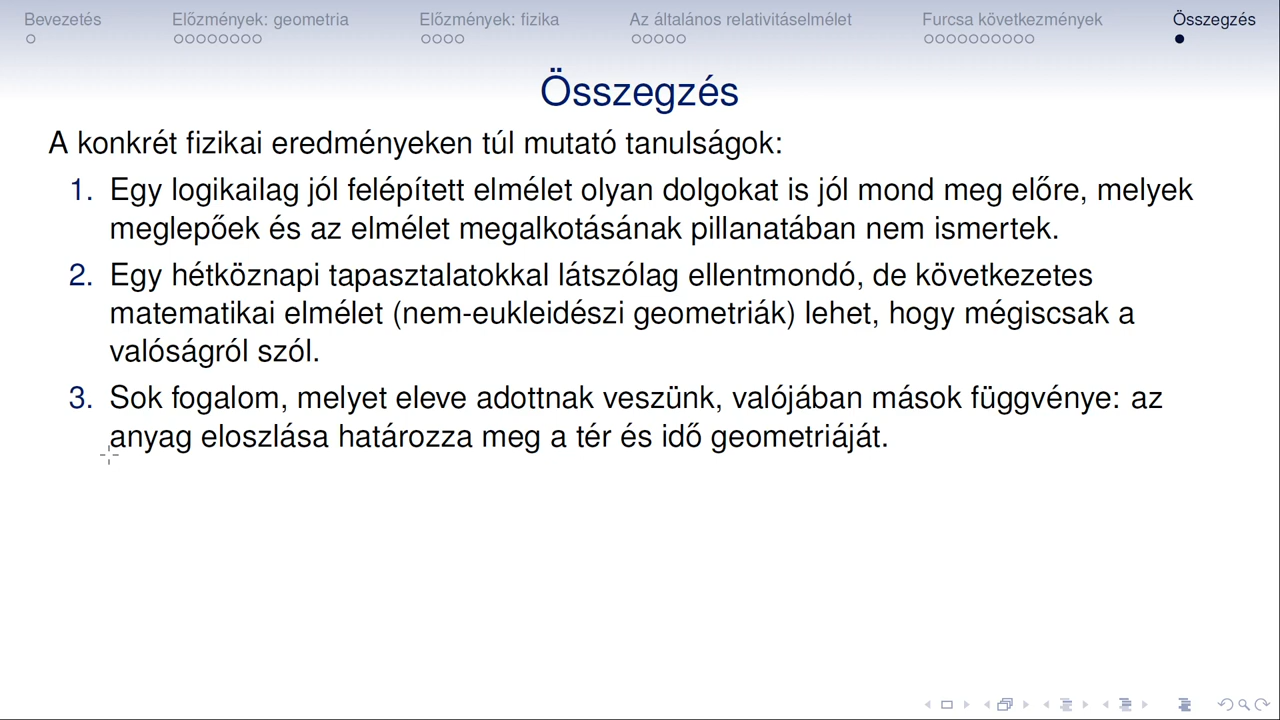 Bevezetés Előzmények: geometria Előzmények: fizika Az általános relativitáselmélet Furcsa következmények Összegzés
Összegzés
A konkrét fizikai eredményeken túl mutató tanulságok:
1. Egy logikailag jól felépített elmélet olyan dolgokat is jól mond meg előre, melyek
meglepőek és az elmélet megalkotásának pillanatában nem ismertek.
2. Egy hétköznapi tapasztalatokkal látszólag ellentmondó, de következetes
matematikai elmélet (nem-eukleidészi geometriák) lehet, hogy mégiscsak a
valóságról szól.
3. Sok fogalom, melyet eleve adottnak veszünk, valójában mások függvénye: az
anyag eloszlása határozza meg a tér és idő geometriáját.